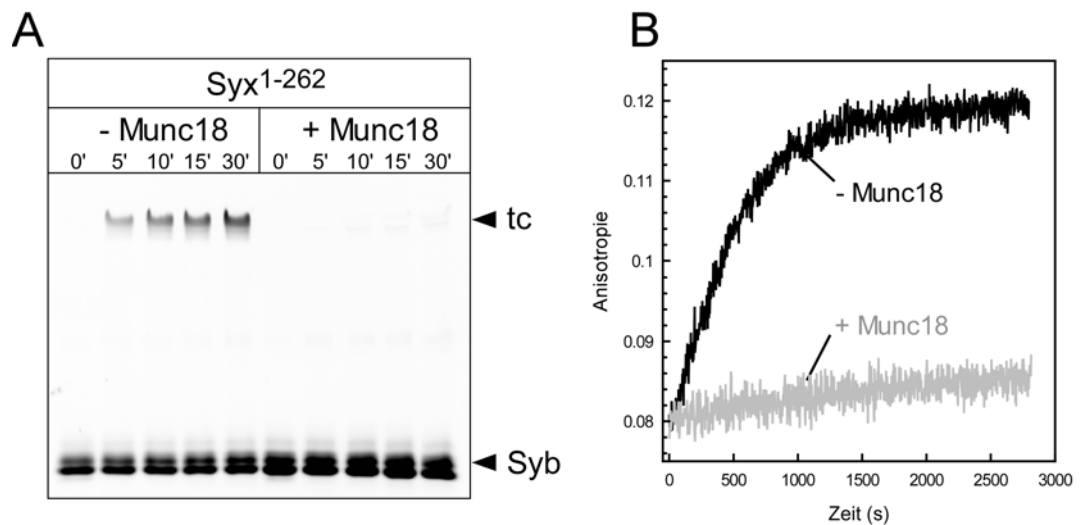 A
Syx1-262
- Munc18 + Munc18
0' 5' 10' 15' 30' 0' 5' 10' 15' 30'
tc
Syb
B
0.12
0.11
0.1
0.09
0.08
Anisotropie
- Munc18
+ Munc18
0 500 1000 1500 2000 2500 3000
Zeit (s)